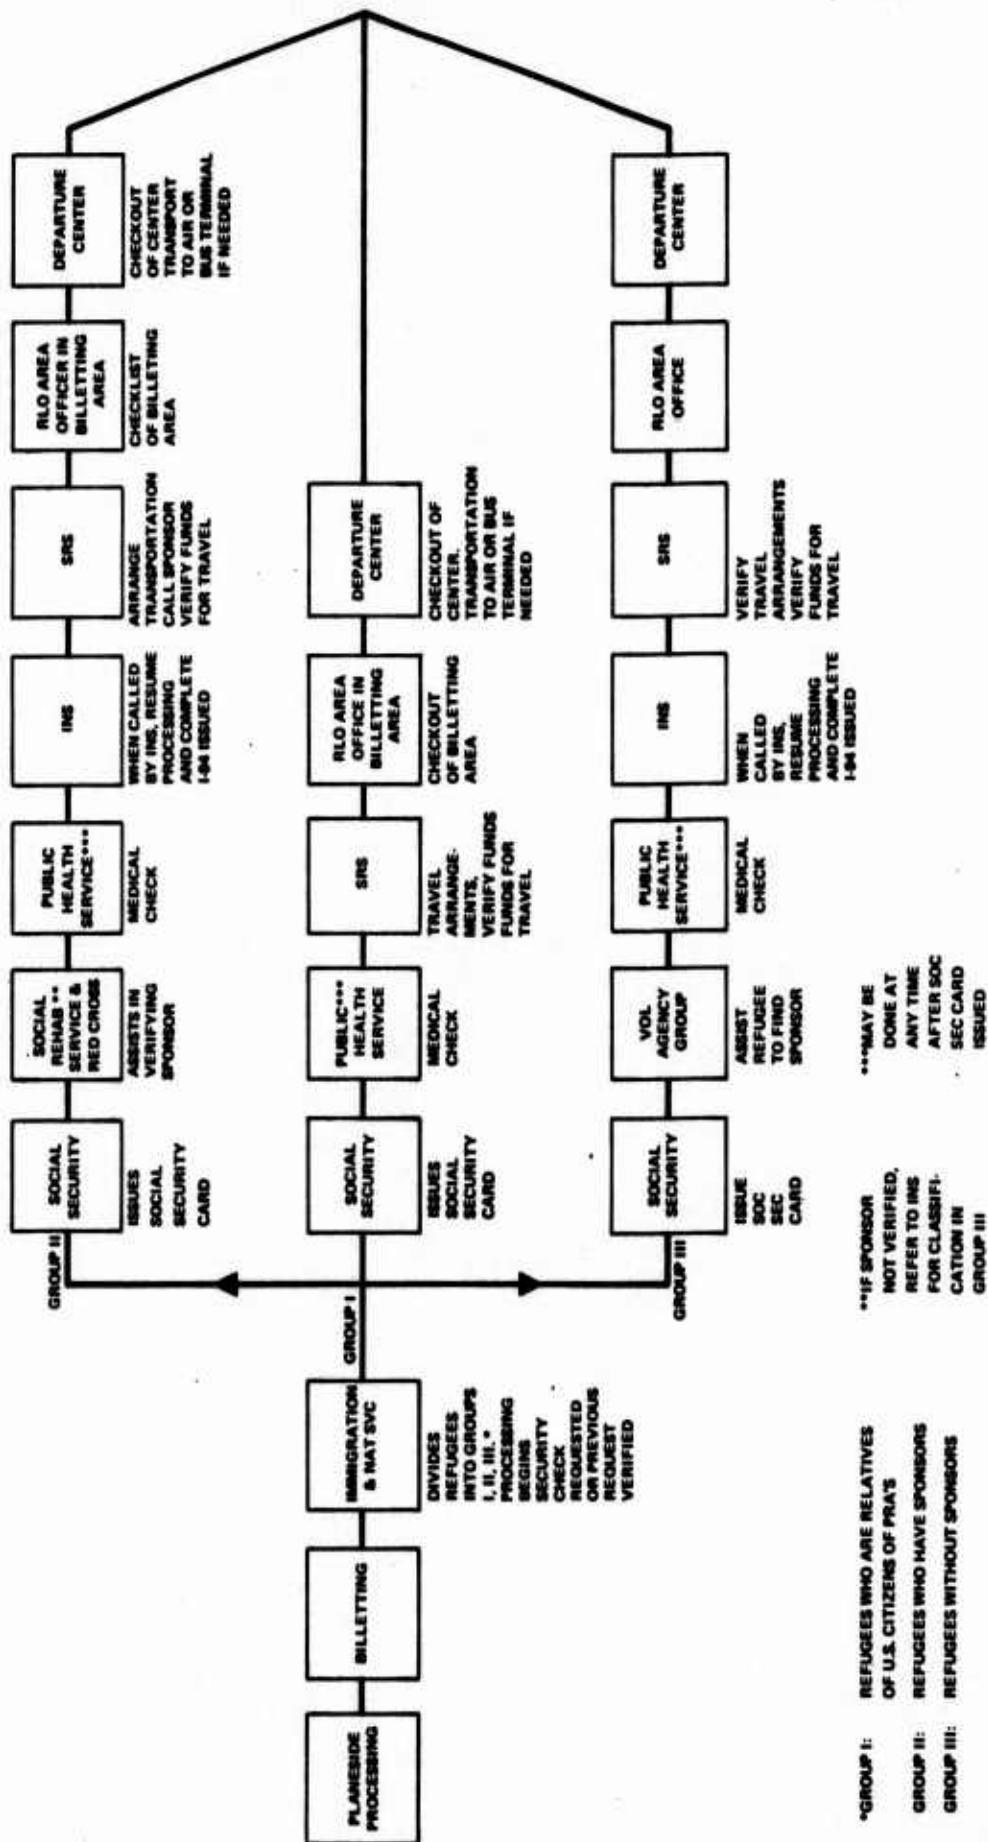 PLANESIDE
PROCESSING
BILLETTING
IMMIGRATION
& NAT SVC
DIVIDES
REFUGEES
INTO GROUPS
I, II, III.*
PROCESSING
BEGINS
SECURITY
CHECK
REQUESTED
OR PREVIOUS
REQUEST
VERIFIED
GROUP II
SOCIAL
SECURITY
ISSUES
SOCIAL
SECURITY
CARD
SOCIAL
REHAB **
SERVICE &
RED CROSS
ASSISTS IN
VERIFYING
SPONSOR
PUBLIC
HEALTH
SERVICE***
MEDICAL
CHECK
INS
WHEN CALLED
BY INS, RESUME
PROCESSING
AND COMPLETE
I-94 ISSUED
SRS
ARRANGE
TRANSPORTATION
CALL SPONSOR
VERIFY FUNDS
FOR TRAVEL
RLO AREA
OFFICER IN
BILLETTING
AREA
CHECKLIST
OF BILLETING
AREA
DEPARTURE
CENTER
CHECKOUT
OF CENTER
TRANSPORT
TO AIR OR
BUS TERMINAL
IF NEEDED
GROUP I
SOCIAL
SECURITY
ISSUES
SOCIAL
SECURITY
CARD
PUBLIC***
HEALTH
SERVICE
MEDICAL
CHECK
SRS
TRAVEL
ARRANGE-
MENTS,
VERIFY FUNDS
FUNDS FOR
TRAVEL
RLO AREA
OFFICE IN
BILLETTING
AREA
CHECKOUT
OF BILLETTING
AREA
DEPARTURE
CENTER
CHECKOUT OF
CENTER.
TRANSPORTATION
TO AIR OR BUS
TERMINAL IF
NEEDED
GROUP III
SOCIAL
SECURITY
ISSUE
SOC
SEC
CARD
VOL
AGENCY
GROUP
ASSIST
REFUGEE
TO FIND
SPONSOR
PUBLIC
HEALTH
SERVICE***
MEDICAL
CHECK
INS
WHEN
CALLED
BY INS,
RESUME
PROCESSING
AND COMPLETE
I-94 ISSUED
SRS
VERIFY
TRAVEL
ARRANGEMENTS
VERIFY
FUNDS FOR
TRAVEL
RLO AREA
OFFICE
DEPARTURE
CENTER
*GROUP I: REFUGEES WHO ARE RELATIVES
OF U.S. CITIZENS OF PRA'S
GROUP II: REFUGEES WHO HAVE SPONSORS
GROUP III: REFUGEES WITHOUT SPONSORS
**IF SPONSOR
NOT VERIFIED,
REFER TO INS
FOR CLASSIFI-
CATION IN
GROUP III
***MAY BE
DONE AT
ANY TIME
AFTER SOC
SEC CARD
ISSUED